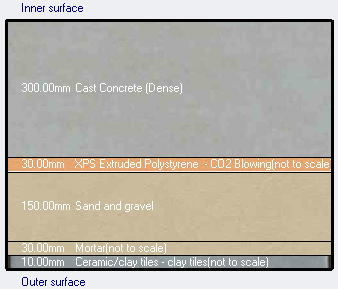 Inner surface
300.00mm Cast Concrete (Dense)
30.00mm XPS Extruded Polystyrene - CO2 Blowing(not to scale
150.00mm Sand and gravel
30.00mm Mortar(not to scale)
10.00mm Ceramic/clay tiles - clay tiles(not to scale)
Outer surface